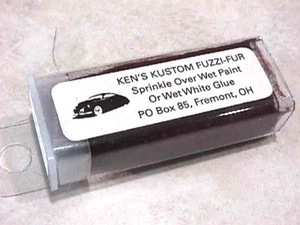 KEN'S KUSTOM FUZZI-FUR
Sprinkle Over Wet Paint
Or Wet White Glue
PO Box 85, Fremont, OH